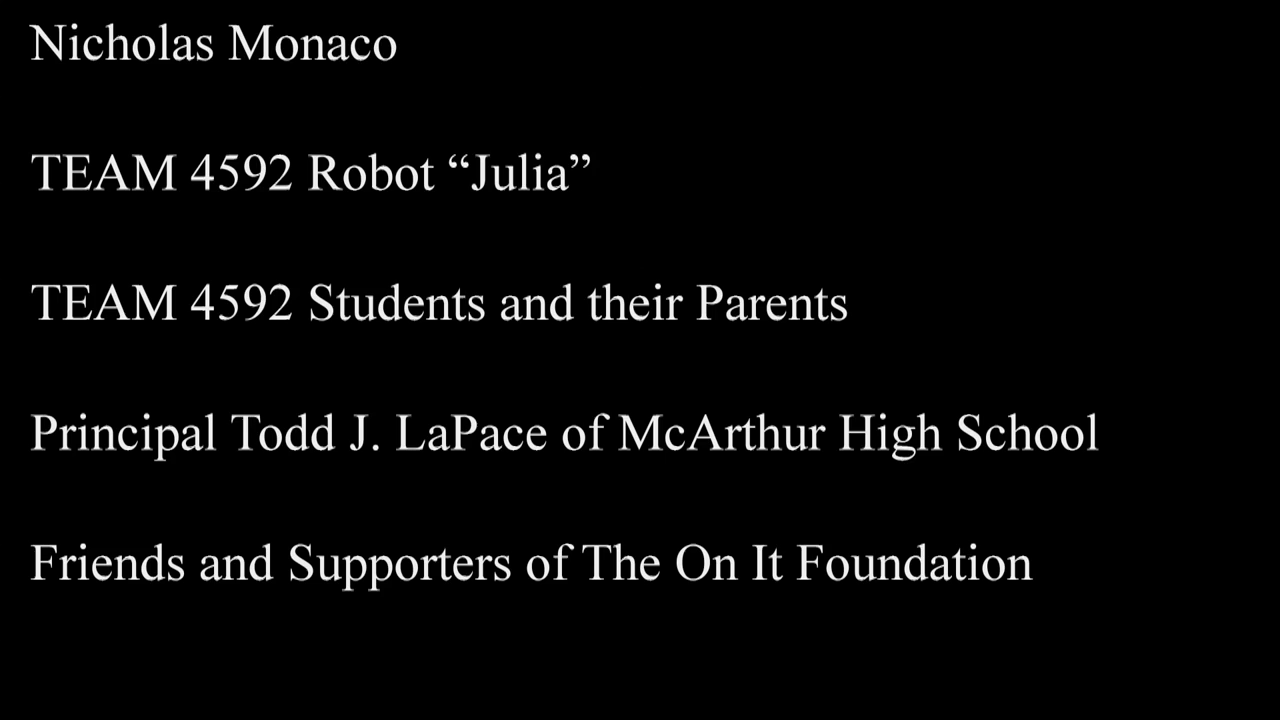 Nicholas Monaco
TEAM 4592 Robot “Julia”
TEAM 4592 Students and their Parents
Principal Todd J. LaPace of McArthur High School
Friends and Supporters of The On It Foundation